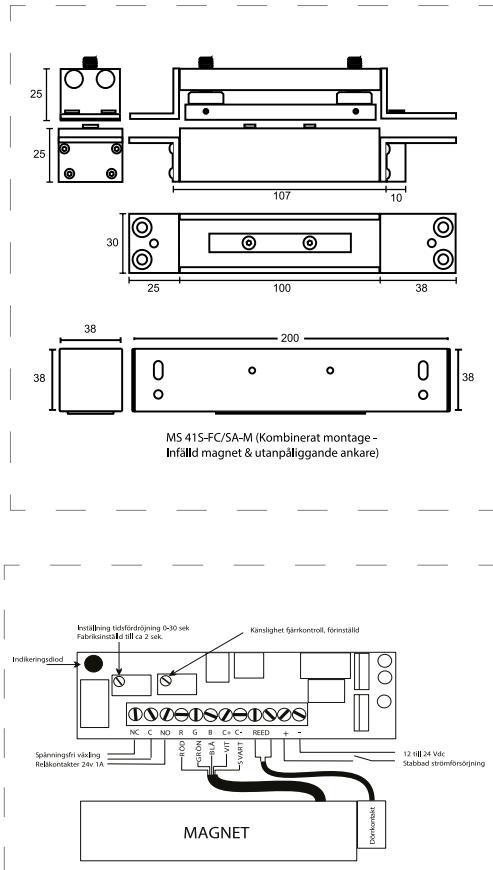 25
25
107
10
30
25
100
38
38
200
38
38
MS 41S-FC/SA-M (Kombinerat montage -
Infälld magnet & utanpåliggande ankare)
Inställning tidsfördröjning 0-30 sek
Fabriksinställd till ca 2 sek.
Känslighet fjärrkontroll, förinställd
Indikeringsdlod
NC C NO R G B C+ C- REED + -
Spänningsfri växling
Reläkontakter 24v 1A
RÖD
GRÖN
BLÅ
VIT
SVART
12 till 24 Vdc
Stabbad strömförsörjning
MAGNET
Dörrkontakt